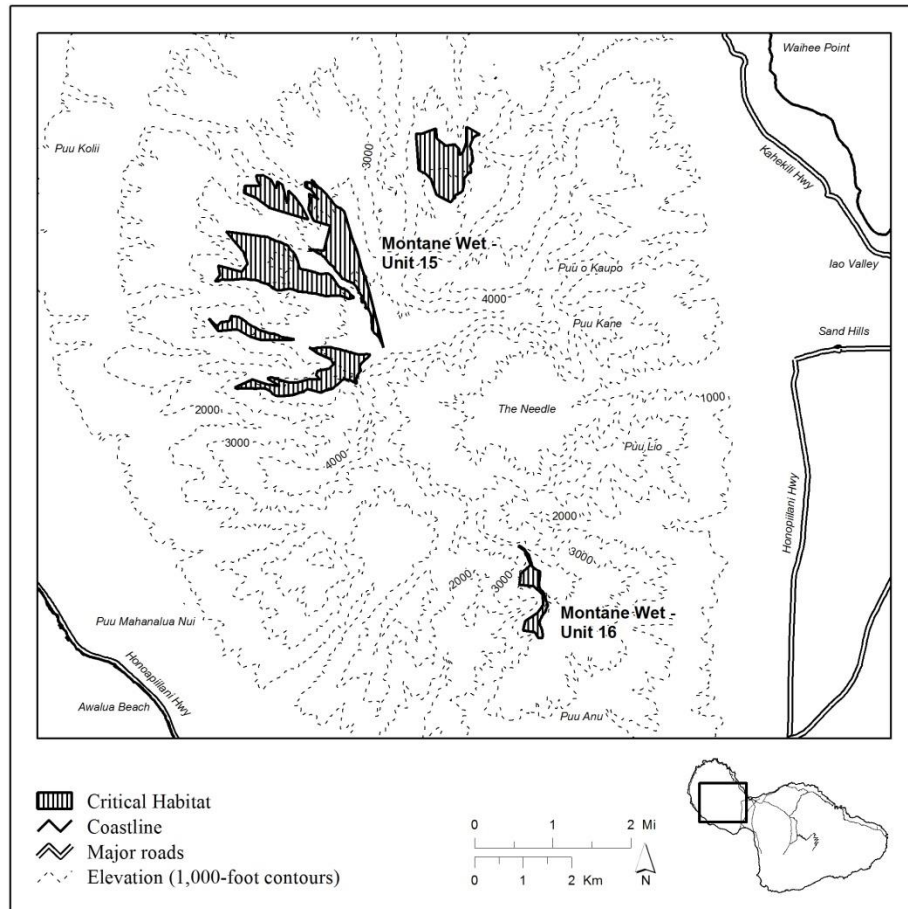 Waihee Point
Puu Kolii
3000
Kahekili Hwy
Montane Wet -
Unit 15
Iao Valley
Puu o Kaupo
4000
Puu Kane
Sand Hills
The Needle
1000
2000
3000
Puu Lio
4000
Honopiilani Hwy
2000
3000
2000
3000
Montane Wet -
Unit 16
Puu Mahanalua Nui
Honoapiilani Hwy
Awalua Beach
Puu Anu
Critical Habitat
Coastline
Major roads
Elevation (1,000-foot contours)
0 1 2 Mi
0 1 2 Km
N